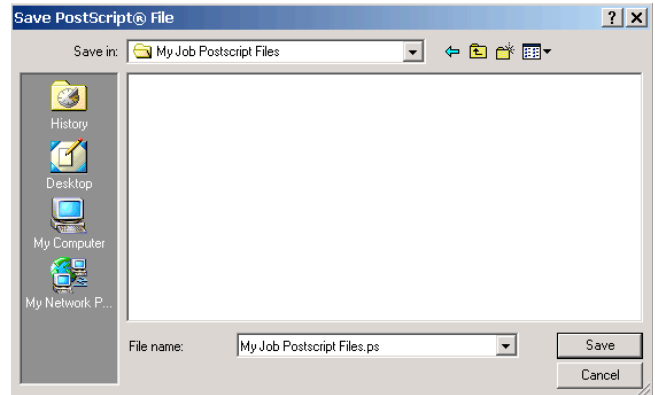 Save PostScript® File
Save in: My Job Postscript Files
History
Desktop
My Computer
My Network P...
File name: My Job Postscript Files.ps
Save
Cancel